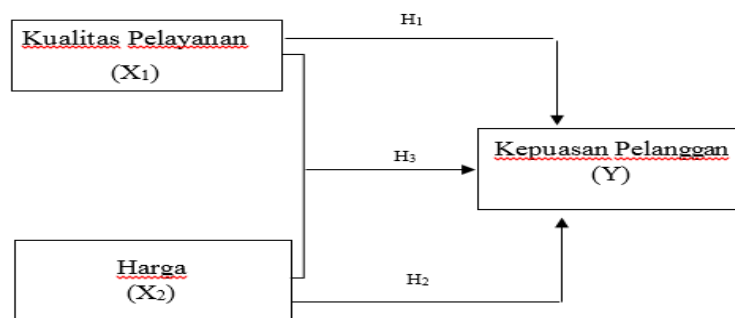 H₁
Kualitas Pelayanan
(X₁)
Kepuasan Pelanggan
(Y)
H₃
Harga
(X₂)
H₂